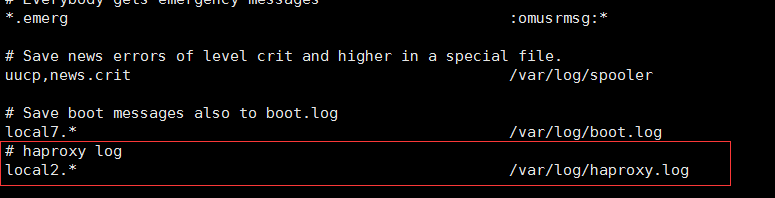 # Everybody gets emergency messages
*.emerg :omusrmsg:*
# Save news errors of level crit and higher in a special file.
uucp,news.crit /var/log/spooler
# Save boot messages also to boot.log
local7.* /var/log/boot.log
# haproxy log
local2.* /var/log/haproxy.log